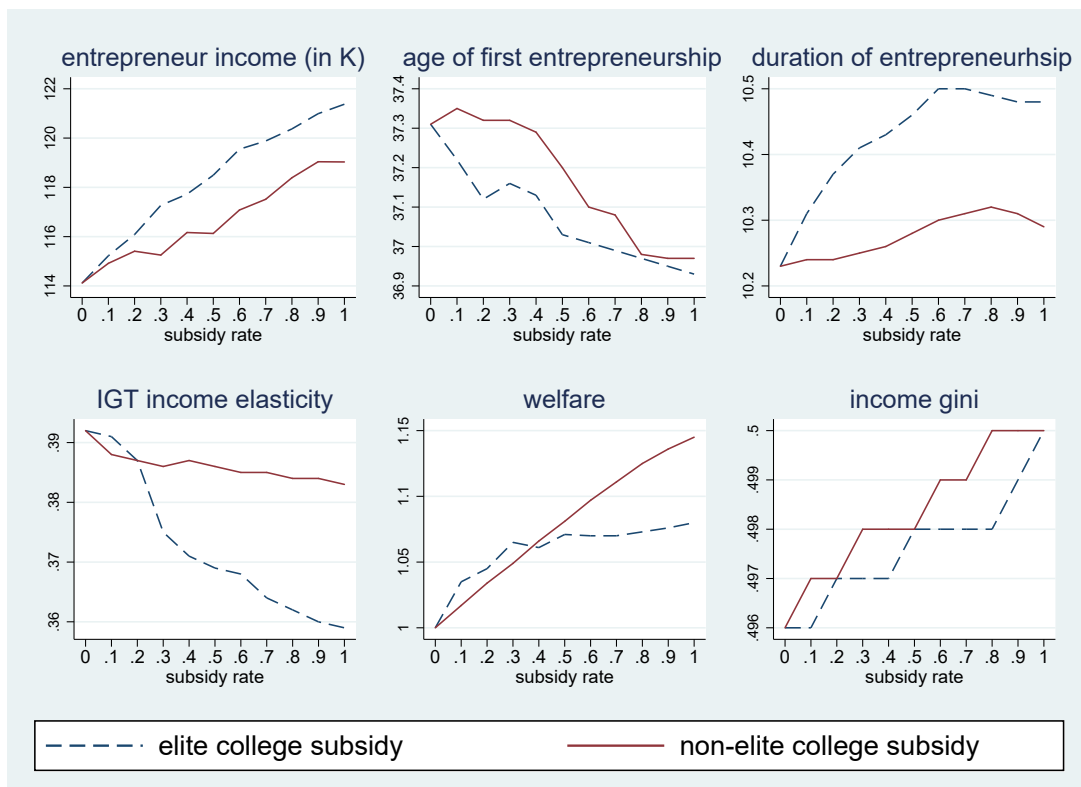 entrepreneur income (in K)
122
120
118
116
114
0 .1 .2 .3 .4 .5 .6 .7 .8 .9 1
subsidy rate
age of first entrepreneurship
37.4
37.3
37.2
37.1
37
36.9
0 .1 .2 .3 .4 .5 .6 .7 .8 .9 1
subsidy rate
duration of entrepreneurhsip
10.5
10.4
10.3
10.2
0 .1 .2 .3 .4 .5 .6 .7 .8 .9 1
subsidy rate
IGT income elasticity
.39
.38
.37
.36
0 .1 .2 .3 .4 .5 .6 .7 .8 .9 1
subsidy rate
welfare
1.15
1.1
1.05
1
0 .1 .2 .3 .4 .5 .6 .7 .8 .9 1
subsidy rate
income gini
.5
.499
.498
.497
.496
0 .1 .2 .3 .4 .5 .6 .7 .8 .9 1
subsidy rate
elite college subsidy
non-elite college subsidy